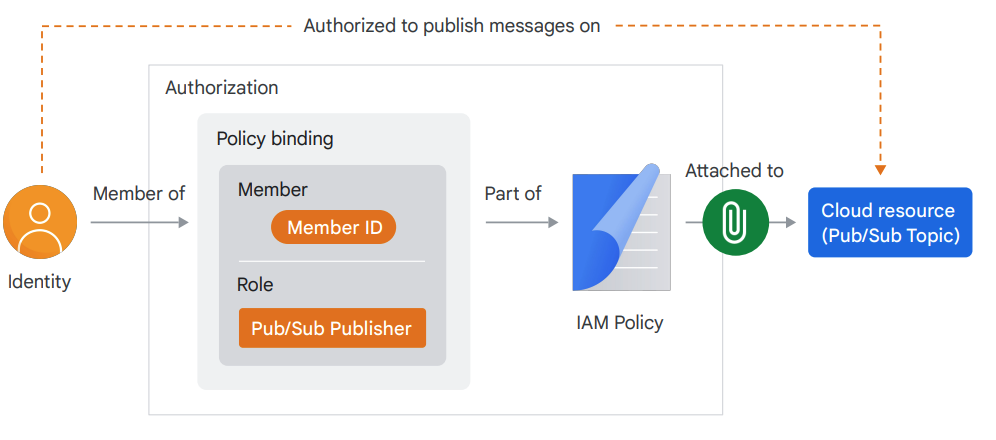 Authorized to publish messages on
Authorization
Policy binding
Member of
Member
Member ID
Role
Pub/Sub Publisher
Part of
Attached to
Identity
IAM Policy
Cloud resource
(Pub/Sub Topic)